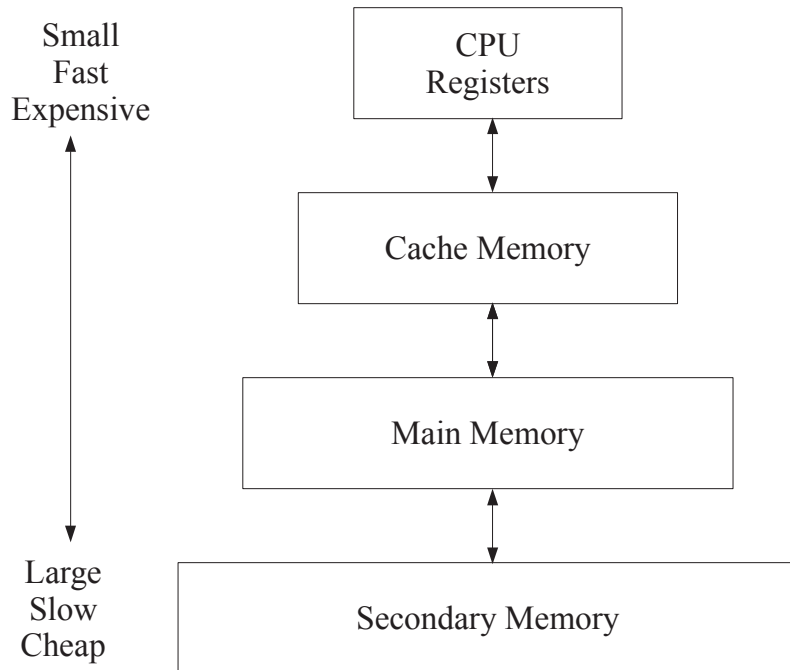 Small
Fast
Expensive
CPU
Registers
Cache Memory
Main Memory
Large
Slow
Cheap
Secondary Memory